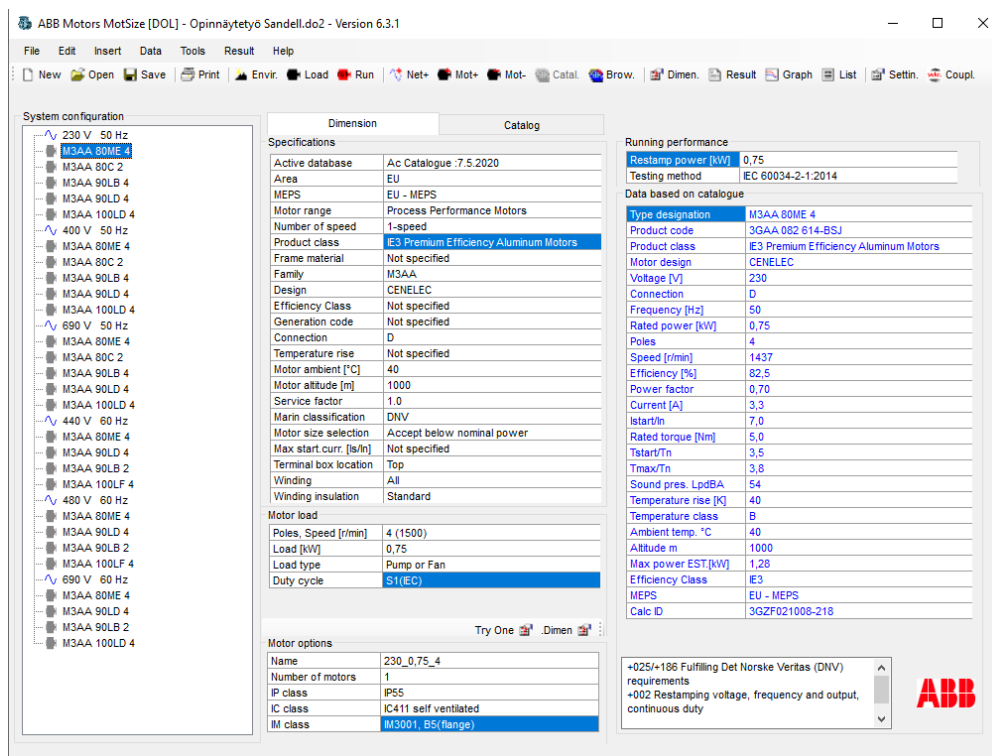 ABB Motors MotSize [DOL] - Opinnäytetyö Sandell.do2 - Version 6.3.1
File Edit Insert Data Tools Result Help
New Open Save Print Envir. Load Run Net+ Mot+ Mot- Catal. Brow. Dimen. Result Graph List Settin. Coupl.
System configuration
230 V 50 Hz
M3AA 80ME 4
M3AA 80C 2
M3AA 90LB 4
M3AA 90LD 4
M3AA 100LD 4
400 V 50 Hz
M3AA 80ME 4
M3AA 80C 2
M3AA 90LB 4
M3AA 90LD 4
M3AA 100LD 4
690 V 50 Hz
M3AA 80ME 4
M3AA 80C 2
M3AA 90LB 4
M3AA 90LD 4
M3AA 100LD 4
440 V 60 Hz
M3AA 80ME 4
M3AA 90LD 4
M3AA 90LB 2
M3AA 100LF 4
480 V 60 Hz
M3AA 80ME 4
M3AA 90LD 4
M3AA 90LB 2
M3AA 100LF 4
690 V 60 Hz
M3AA 80ME 4
M3AA 90LD 4
M3AA 90LB 2
M3AA 100LD 4
Dimension Catalog
Specifications
Active database Ac Catalogue :7.5.2020
Area EU
MEPS EU - MEPS
Motor range Process Performance Motors
Number of speed 1-speed
Product class IE3 Premium Efficiency Aluminum Motors
Frame material Not specified
Family M3AA
Design CENELEC
Efficiency Class Not specified
Generation code Not specified
Connection D
Temperature rise Not specified
Motor ambient [°C] 40
Motor altitude [m] 1000
Service factor 1.0
Marin classification DNV
Motor size selection Accept below nominal power
Max start.curr. [Is/In] Not specified
Terminal box location Top
Winding All
Winding insulation Standard
Motor load
Poles, Speed [r/min] 4 (1500)
Load [kW] 0,75
Load type Pump or Fan
Duty cycle S1(IEC)
Try One .Dimen
Motor options
Name 230_0,75_4
Number of motors 1
IP class IP55
IC class IC411 self ventilated
IM class IM3001, B5(flange)
Running performance
Restamp power [kW] 0,75
Testing method IEC 60034-2-1:2014
Data based on catalogue
Type designation M3AA 80ME 4
Product code 3GAA 082 614-BSJ
Product class IE3 Premium Efficiency Aluminum Motors
Motor design CENELEC
Voltage [V] 230
Connection D
Frequency [Hz] 50
Rated power [kW] 0,75
Poles 4
Speed [r/min] 1437
Efficiency [%] 82,5
Power factor 0,70
Current [A] 3,3
Istart/In 7,0
Rated torque [Nm] 5,0
Tstart/Tn 3,5
Tmax/Tn 3,8
Sound pres. LpdBA 54
Temperature rise [K] 40
Temperature class B
Ambient temp. °C 40
Altitude m 1000
Max power EST.[kW] 1,28
Efficiency Class IE3
MEPS EU - MEPS
Calc ID 3GZF021008-218
+025/+186 Fulfilling Det Norske Veritas (DNV)
requirements
+002 Restamping voltage, frequency and output,
continuous duty
ABB